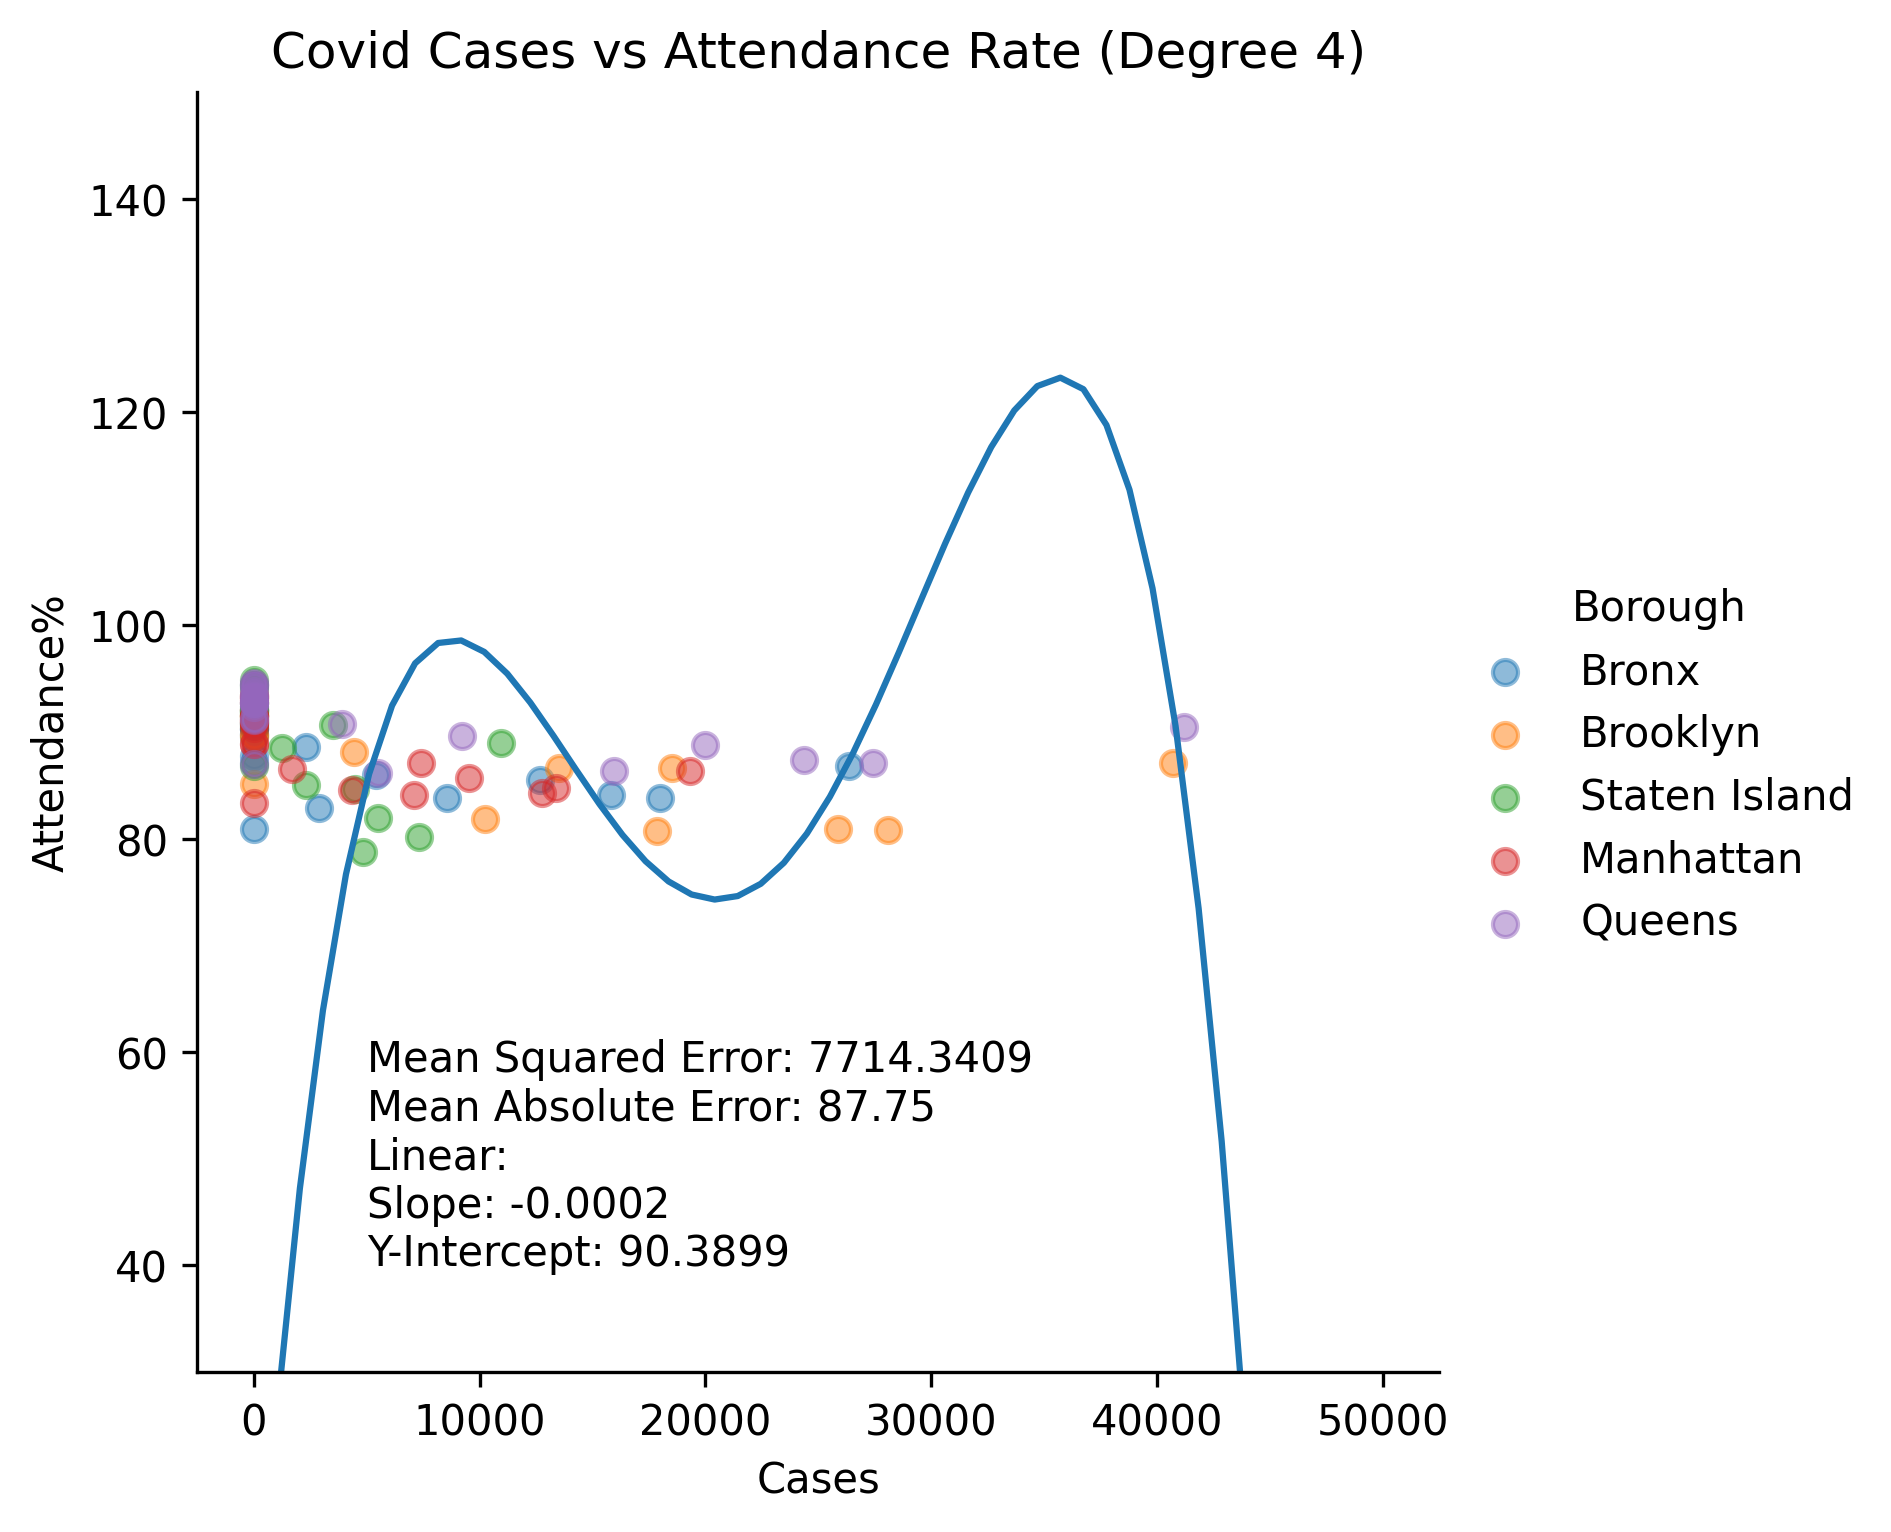 Covid Cases vs Attendance Rate (Degree 4)
140
120
100
80
60
40
Attendance%
Mean Squared Error: 7714.3409
Mean Absolute Error: 87.75
Linear:
Slope: -0.0002
Y-Intercept: 90.3899
0 10000 20000 30000 40000 50000
Cases
Borough
Bronx
Brooklyn
Staten Island
Manhattan
Queens